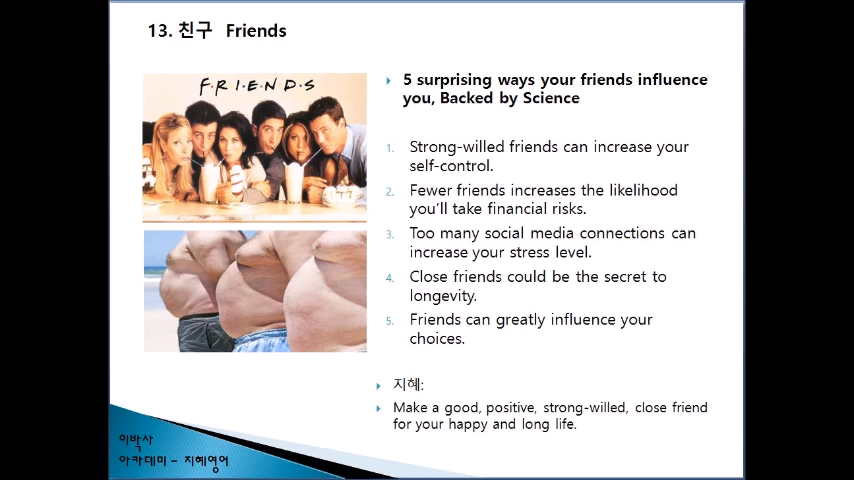 13. 친구 Friends
F·R·I·E·N·D·S
5 surprising ways your friends influence
you, Backed by Science
1. Strong-willed friends can increase your
self-control.
2. Fewer friends increases the likelihood
you'll take financial risks.
3. Too many social media connections can
increase your stress level.
4. Close friends could be the secret to
longevity.
5. Friends can greatly influence your
choices.
지혜:
Make a good, positive, strong-willed, close friend
for your happy and long life.
이박사
아카데미 – 지혜영어